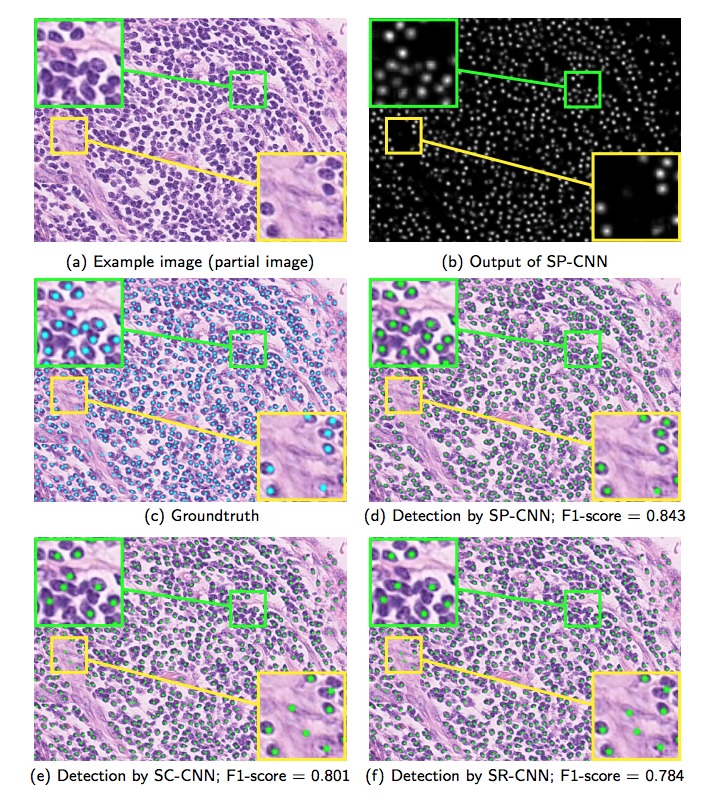 (a) Example image (partial image)
(b) Output of SP-CNN
(c) Groundtruth
(d) Detection by SP-CNN; F1-score = 0.843
(e) Detection by SC-CNN; F1-score = 0.801
(f) Detection by SR-CNN; F1-score = 0.784